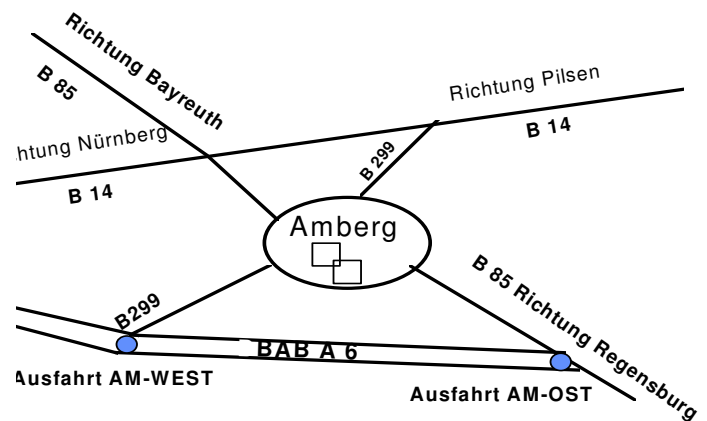 Richtung Bayreuth
B 85
Richtung Pilsen
B 14
htung Nürnberg
B 14
B 299
Amberg
B 85 Richtung Regensburg
B299
BAB A 6
Ausfahrt AM-WEST
Ausfahrt AM-OST